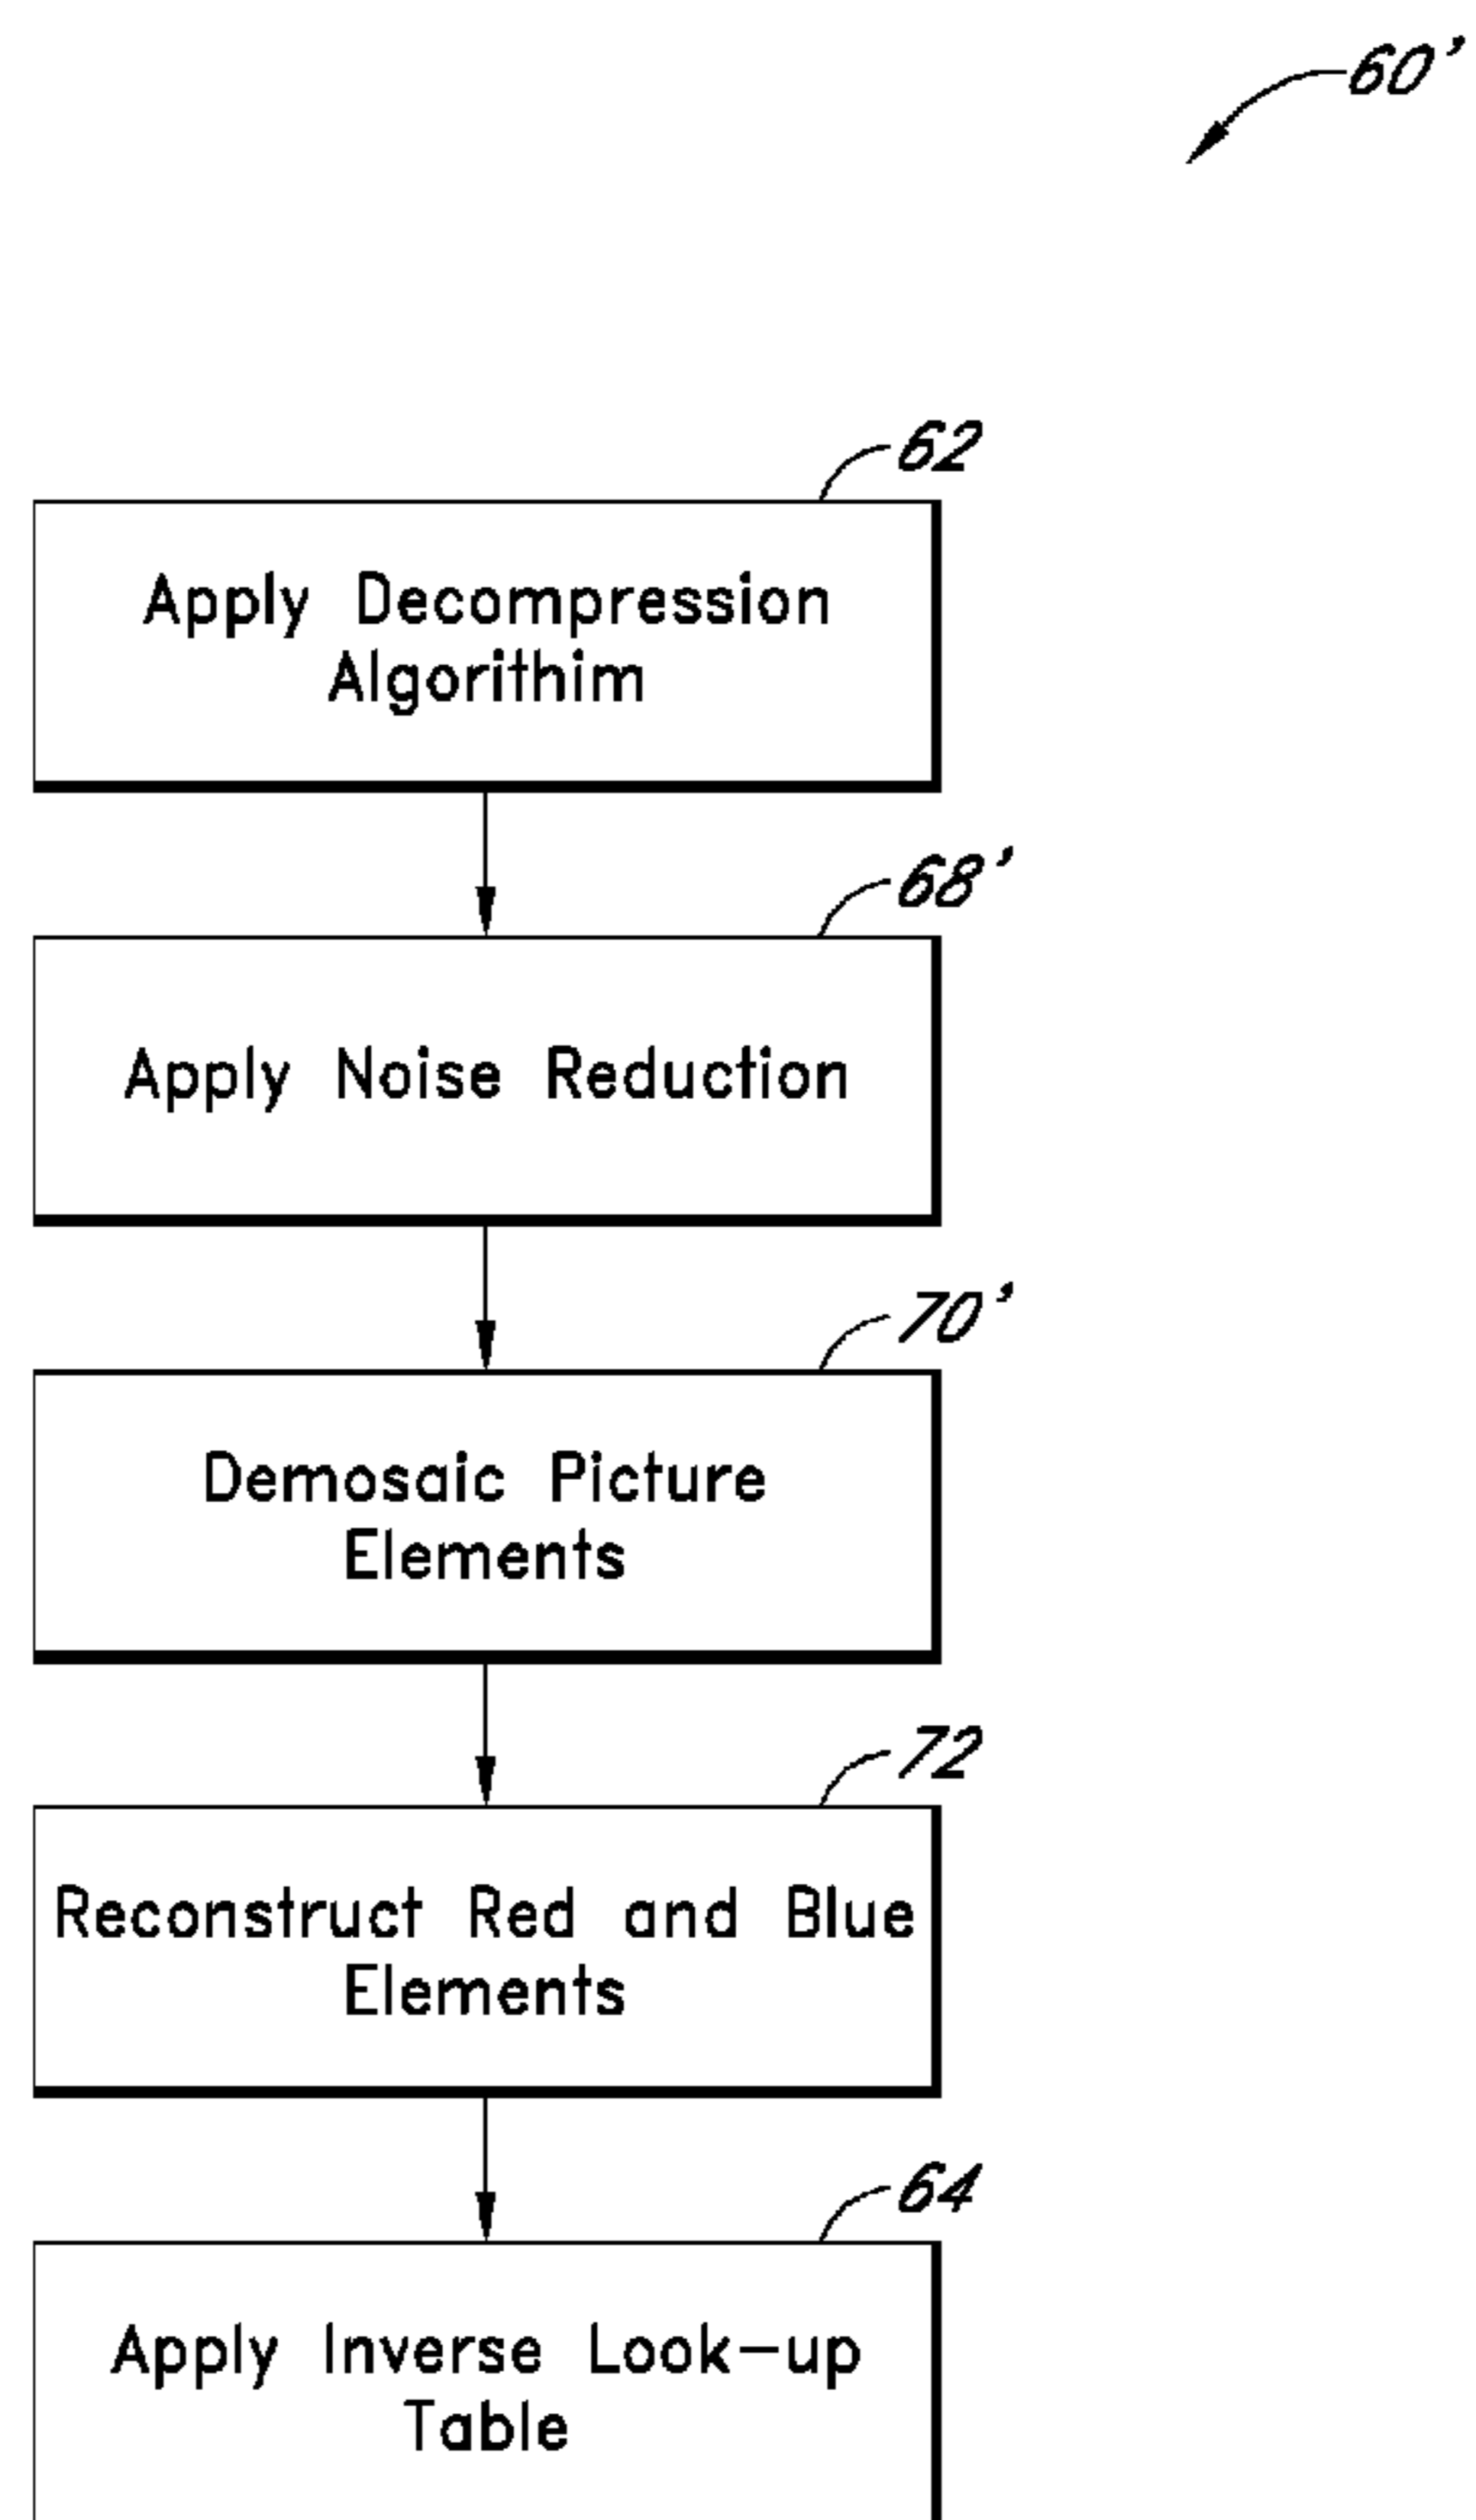 60'
62
Apply Decompression
Algorithim
68'
Apply Noise Reduction
70'
Demosaic Picture
Elements
72
Reconstruct Red and Blue
Elements
64
Apply Inverse Look-up
Table